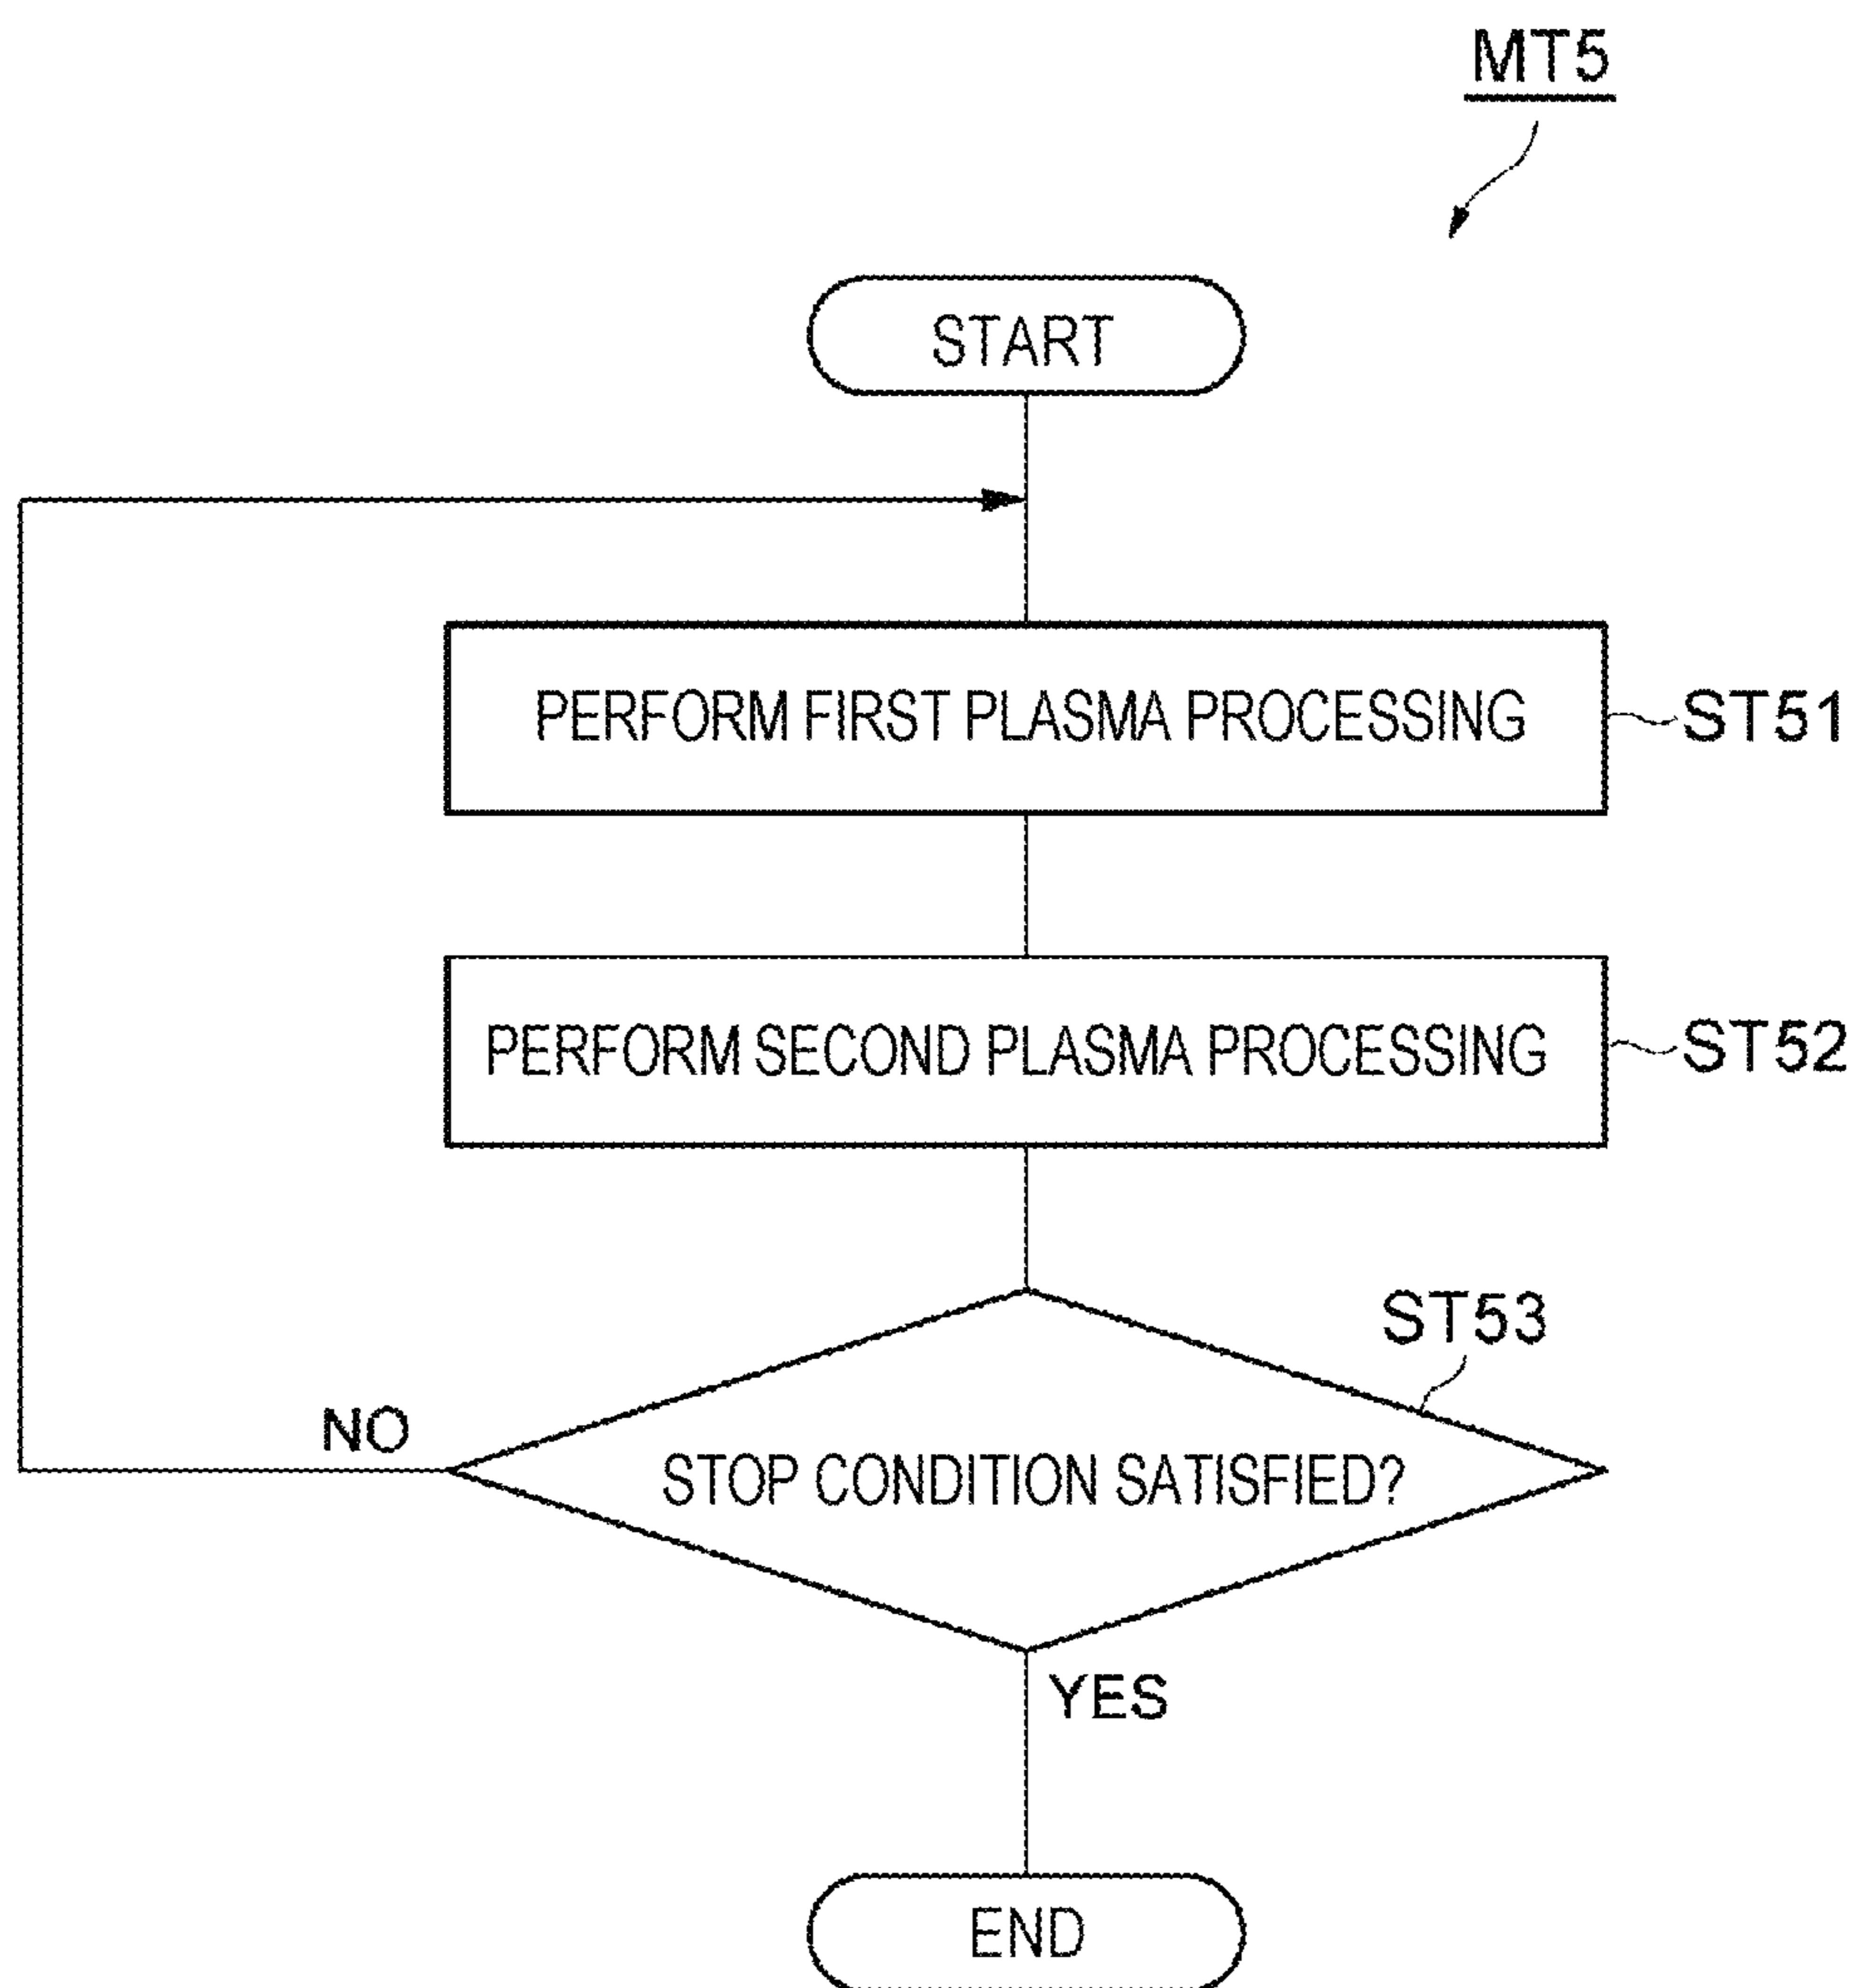 MT5
START
PERFORM FIRST PLASMA PROCESSING
ST51
PERFORM SECOND PLASMA PROCESSING
ST52
ST53
NO
STOP CONDITION SATISFIED?
YES
END